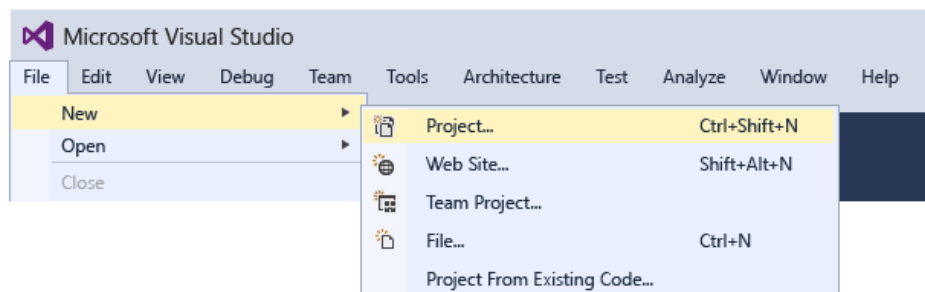 Microsoft Visual Studio
File Edit View Debug Team Tools Architecture Test Analyze Window Help
New
Open
Close
Project... Ctrl+Shift+N
Web Site... Shift+Alt+N
Team Project...
File... Ctrl+N
Project From Existing Code...